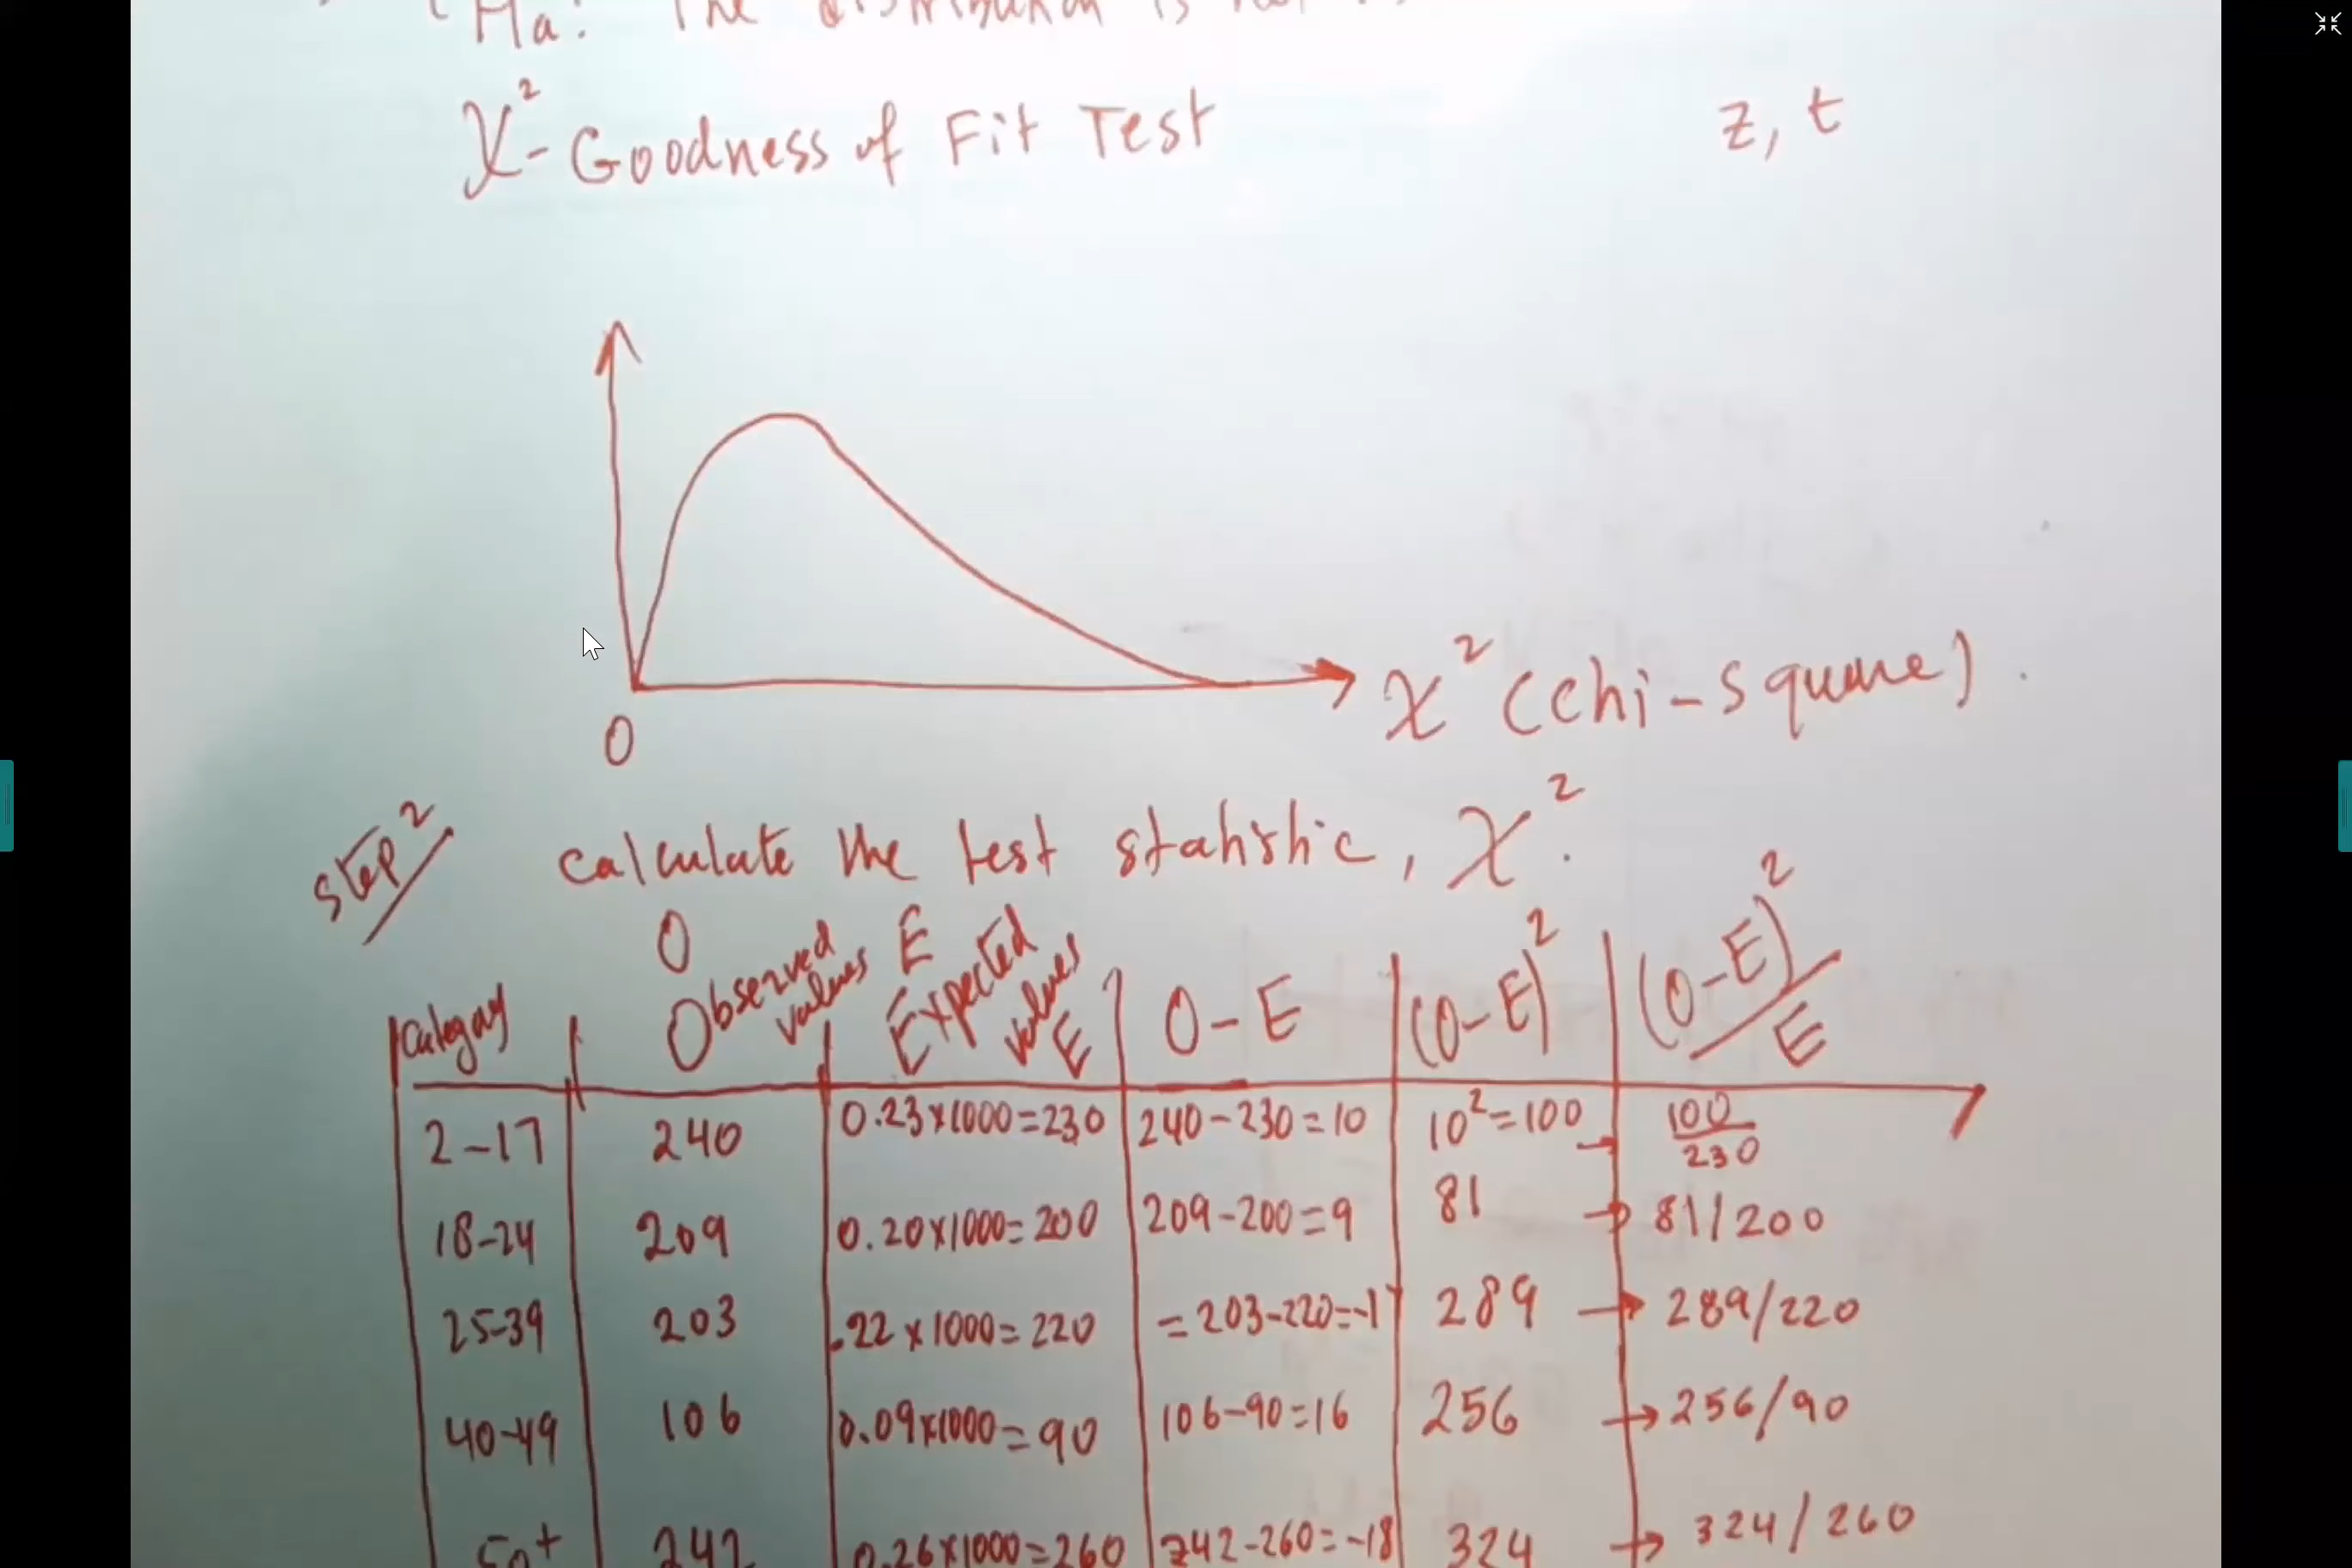 Ha: The distribution is
χ²- Goodness of Fit Test
z, t
0
χ² (chi-square).
Step 2 calculate the test statistic, χ².
Category | O Observed values | E Expected values E | O-E | (O-E)² | (O-E)²/E
2-17 | 240 | 0.23×1000=230 | 240-230=10 | 10²=100 → | 100/230
18-24 | 209 | 0.20×1000=200 | 209-200=9 | 81 → | 81/200
25-39 | 203 | .22×1000=220 | =203-220=-17 | 289 → | 289/220
40-49 | 106 | 0.09×1000=90 | 106-90=16 | 256 → | 256/90
50+ | 242 | 0.26×1000=260 | 242-260=-18 | 324 → | 324/260